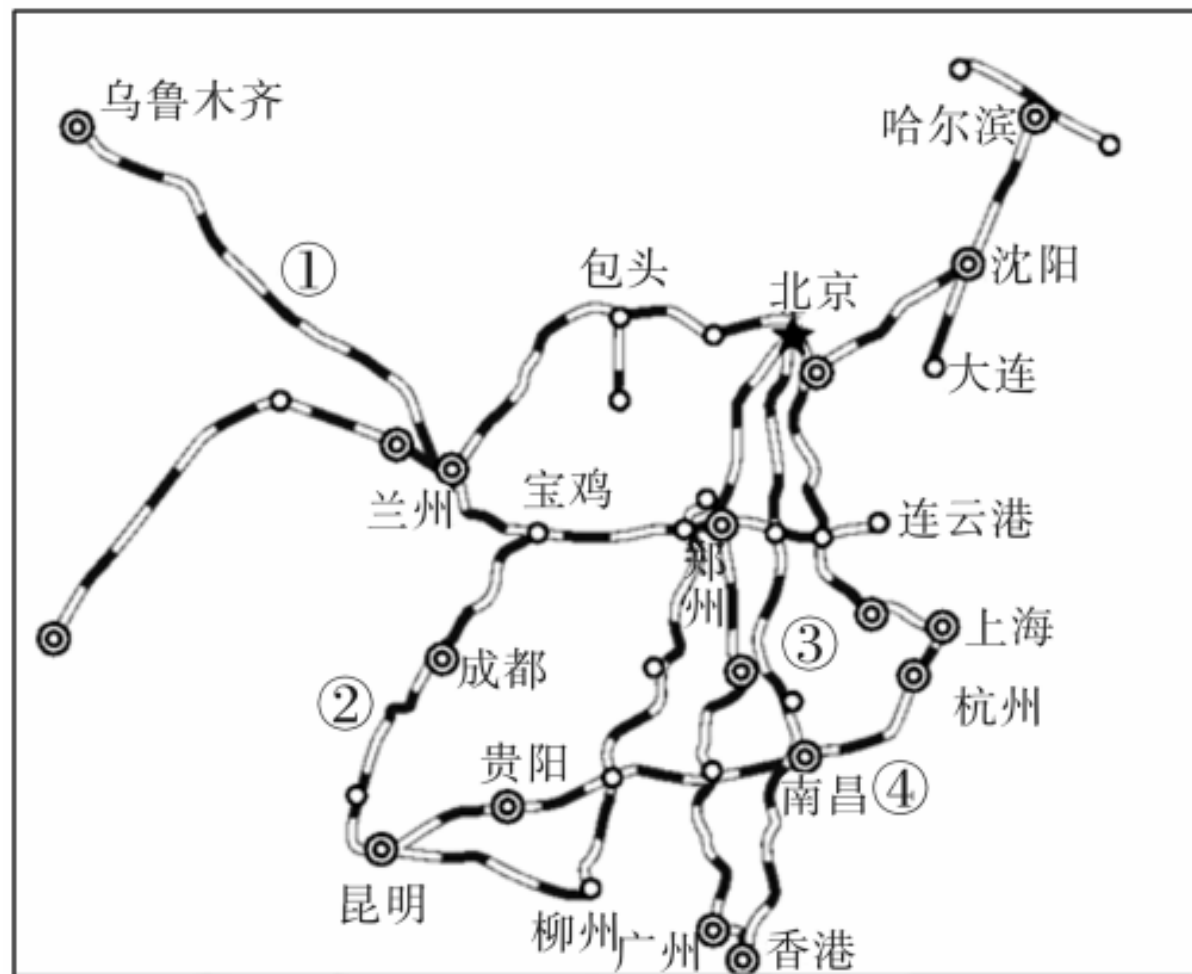 乌鲁木齐
哈尔滨
①
包头
北京
沈阳
大连
兰州
宝鸡
连云港
郑州
上海
③
成都
②
杭州
贵阳
南昌④
昆明
柳州
广州
香港